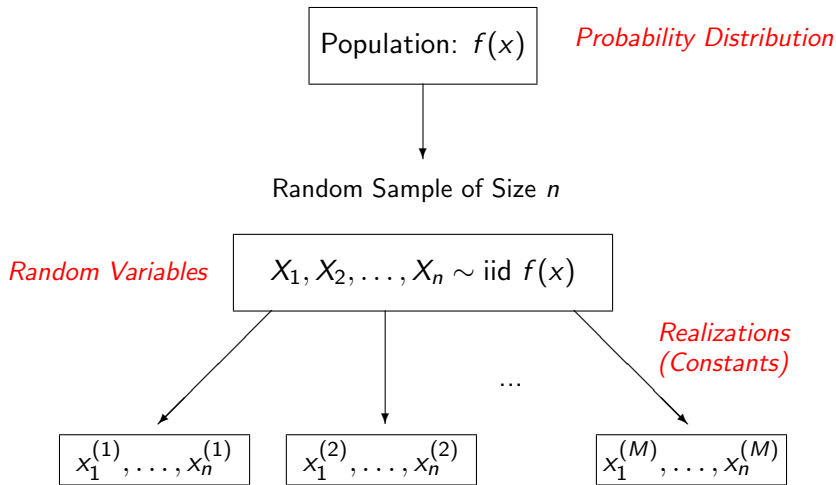 Population: f(x)
Probability Distribution
Random Sample of Size n
Random Variables
X₁, X₂, . . . , Xₙ ∼ iid f(x)
Realizations
(Constants)
...
x₁⁽¹⁾, . . . , xₙ⁽¹⁾
x₁⁽²⁾, . . . , xₙ⁽²⁾
x₁⁽ᴹ⁾, . . . , xₙ⁽ᴹ⁾